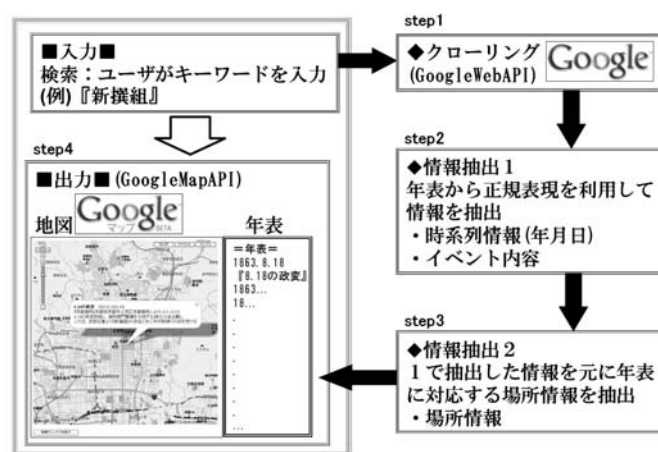 ■入力■
検索：ユーザがキーワードを入力
(例)『新撰組』
step1
◆クローリング
(GoogleWebAPI)
Google
step2
◆情報抽出１
年表から正規表現を利用して
情報を抽出
・時系列情報(年月日)
・イベント内容
step3
◆情報抽出２
１で抽出した情報を元に年表
に対応する場所情報を抽出
・場所情報
step4
■出力■(GoogleMapAPI)
地図
Google
マップ BETA
年表
＝年表＝
1863.8.18
『8.18の政変』
1863...
18...
.
.
.
.
.
.
.
...